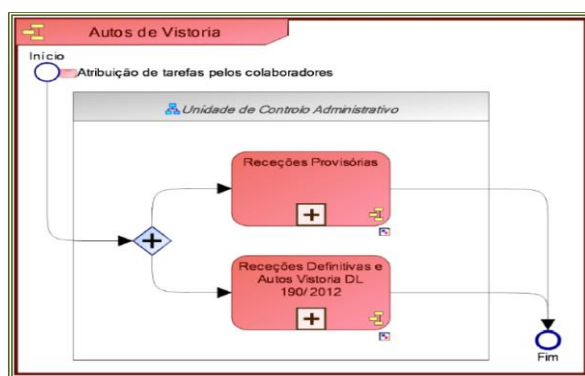 Autos de Vistoria
Início
Atribuição de tarefas pelos colaboradores
Unidade de Controlo Administrativo
Receções Provisórias
Receções Definitivas e
Autos Vistoria DL
190/2012
Fim